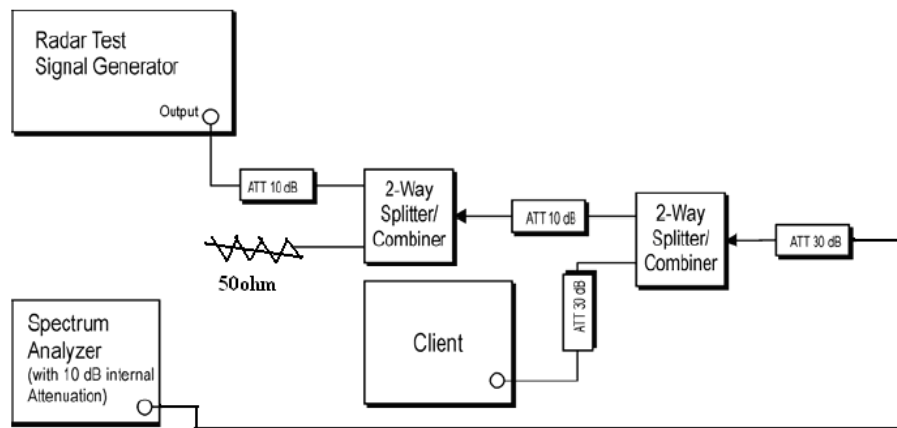 Radar Test
Signal Generator
Output
ATT 10 dB
2-Way
Splitter/
Combiner
ATT 10 dB
2-Way
Splitter/
Combiner
ATT 30 dB
50ohm
ATT 30 dB
Client
Spectrum
Analyzer
(with 10 dB internal
Attenuation)